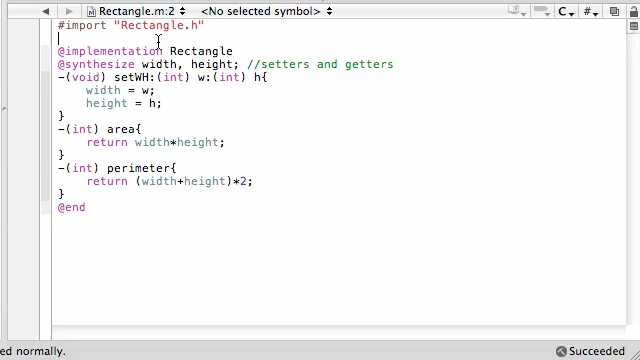 Rectangle.m:2 <No selected symbol> C #
#import "Rectangle.h"
@implementation Rectangle
@synthesize width, height; //setters and getters
-(void) setWH:(int) w:(int) h{
width = w;
height = h;
}
-(int) area{
return width*height;
}
-(int) perimeter{
return (width+height)*2;
}
@end
ed normally. Succeeded